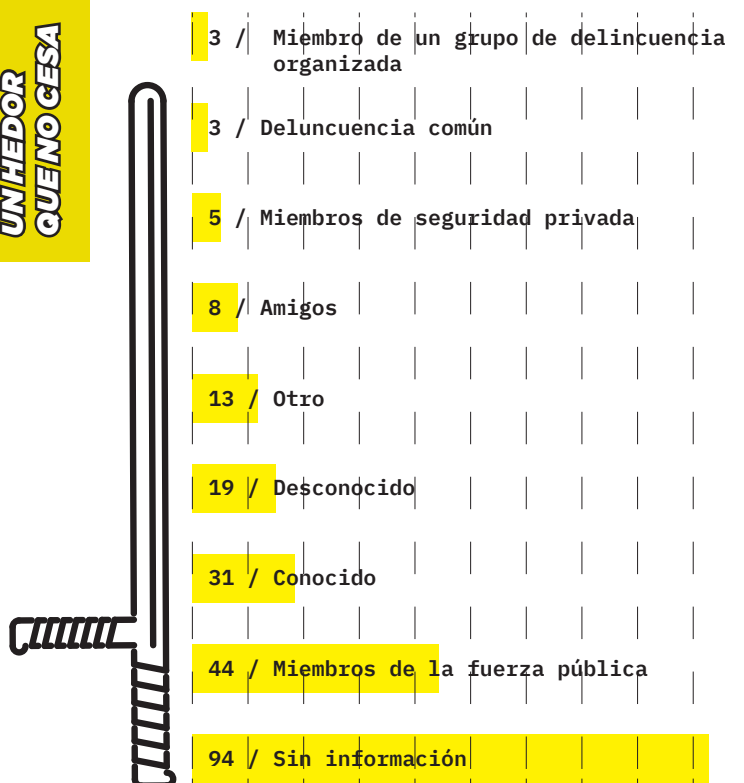 UN HEDOR
QUE NO CESA
3 / Miembro de un grupo de delincuencia
organizada
3 / Deluncuencia común
5 / Miembros de seguridad privada
8 / Amigos
13 / Otro
19 / Desconocido
31 / Conocido
44 / Miembros de la fuerza pública
94 / Sin información